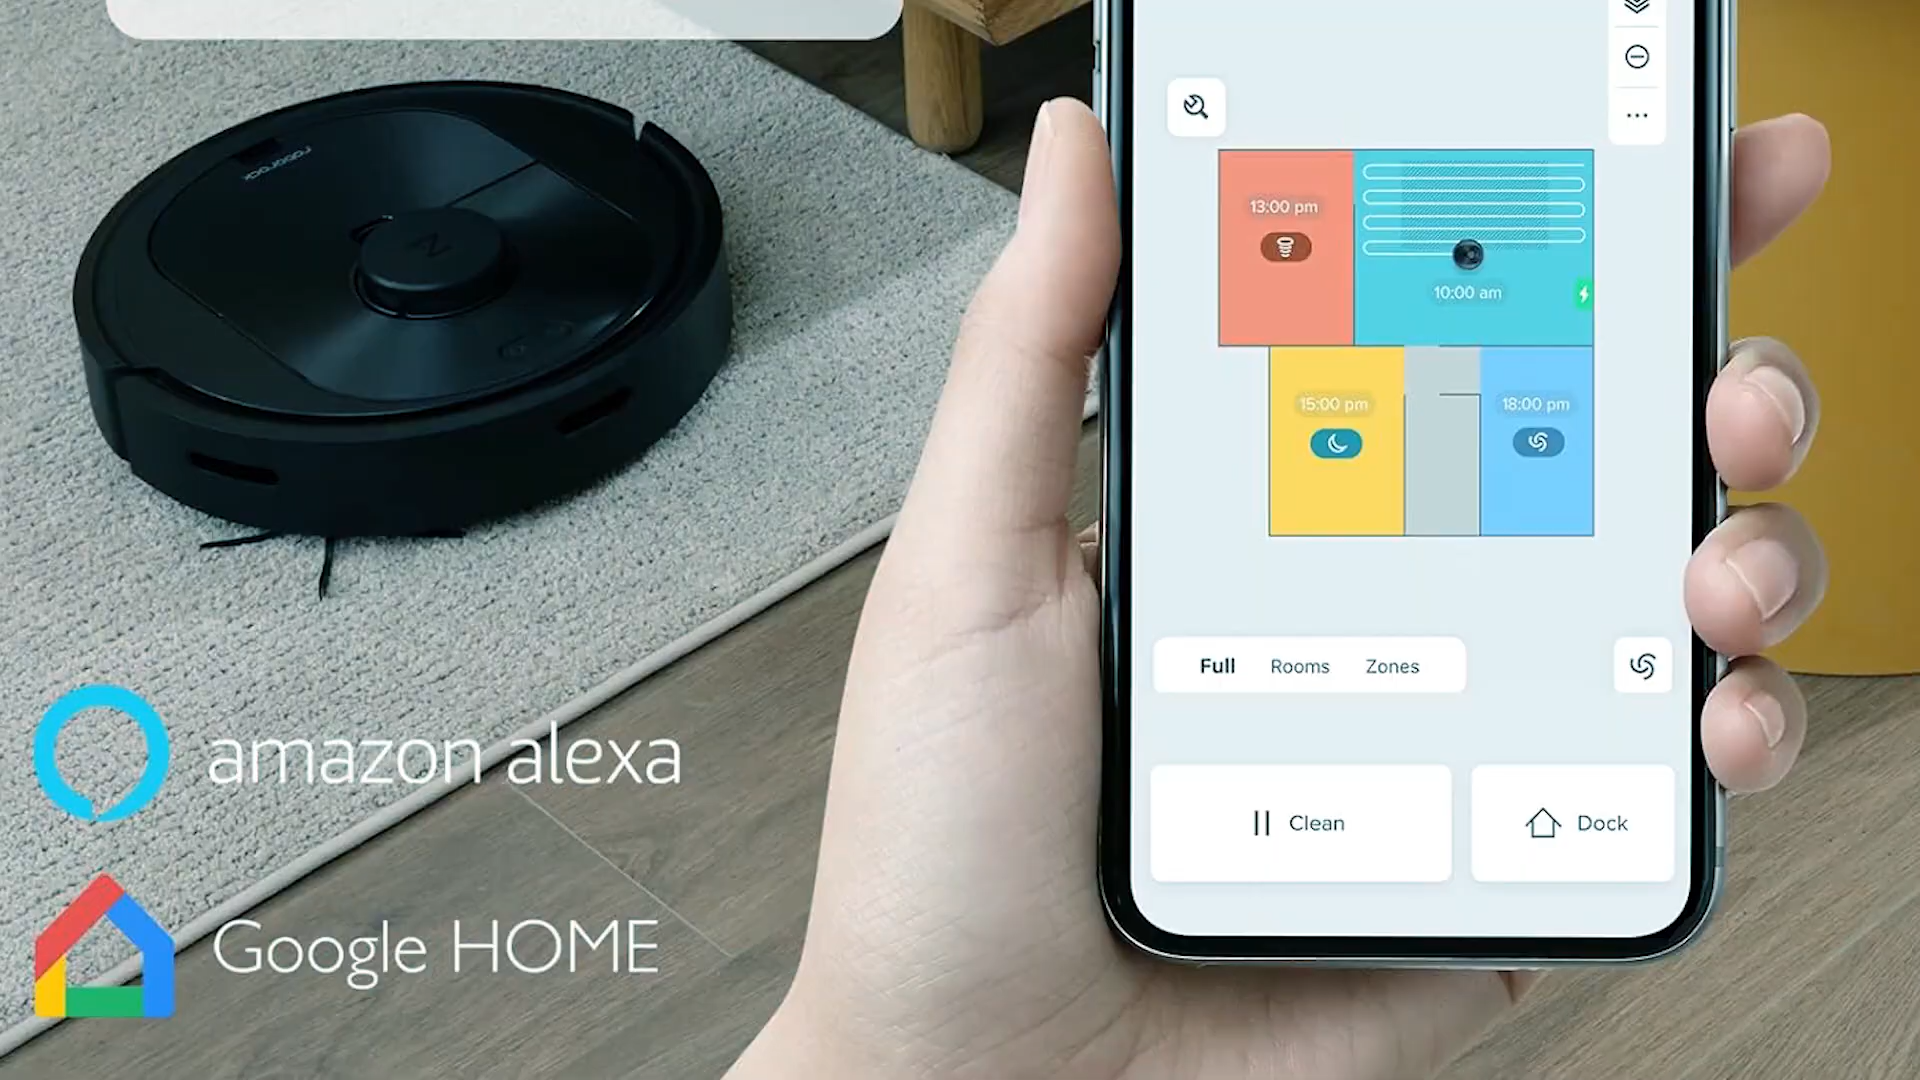 roborock
13:00 pm
10:00 am
15:00 pm
18:00 pm
Full Rooms Zones
Clean
Dock
amazon alexa
Google HOME